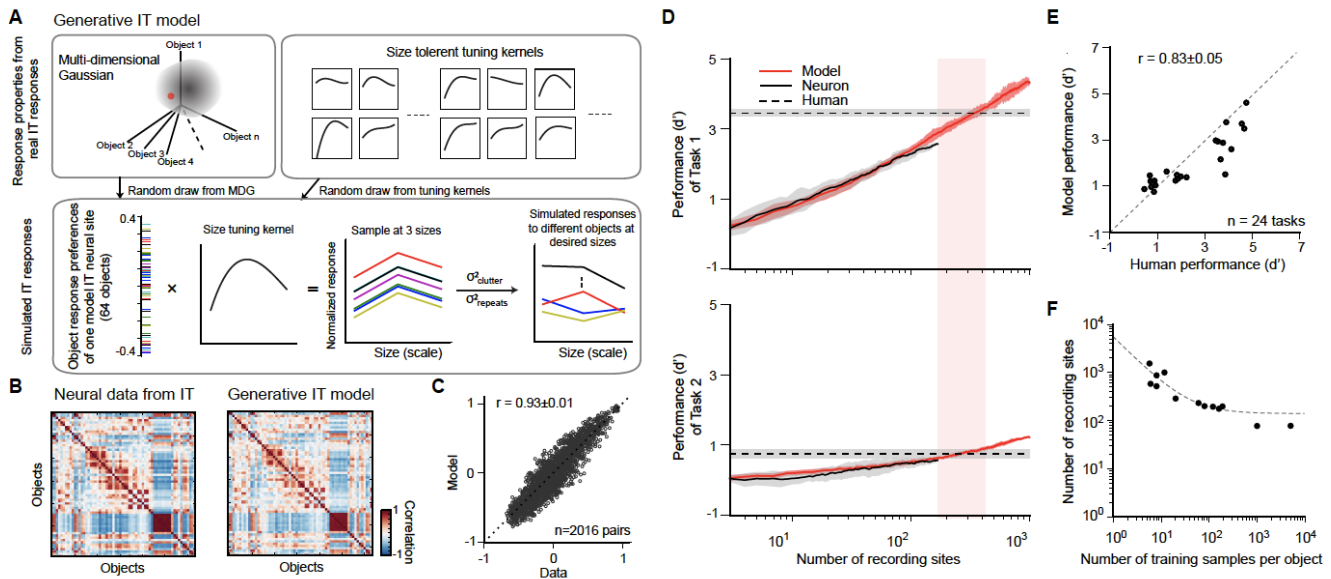 A
Generative IT model
Response properties from
real IT responses
Multi-dimensional
Gaussian
Object 1
Object 2
Object 3
Object 4
Object n
Size tolerent tuning kernels
Random draw from MDG
Random draw from tuning kernels
Simulated IT responses
Object response preferences
of one model IT neural site
(64 objects)
0.4
-0.4
×
Size tuning kernel
=
Sample at 3 sizes
Normalized response
Size (scale)
σ²clutter
σ²repeats
Simulated responses
to different objects at
desired sizes
Size (scale)
B
Neural data from IT
Generative IT model
Objects
Objects
Objects
1
-1
Correlation
C
r = 0.93±0.01
n=2016 pairs
Model
1
0
-1
-1
0
1
Data
D
Model
Neuron
Human
Performance (d')
of Task 1
5
3
1
-1
Performance (d')
of Task 2
5
3
1
-1
10¹
10²
10³
Number of recording sites
E
r = 0.83±0.05
n = 24 tasks
Model performance (d')
7
5
3
1
-1
-1
1
3
5
7
Human performance (d')
F
Number of recording sites
10⁴
10³
10²
10¹
10⁰
10⁰
10¹
10²
10³
10⁴
Number of training samples per object